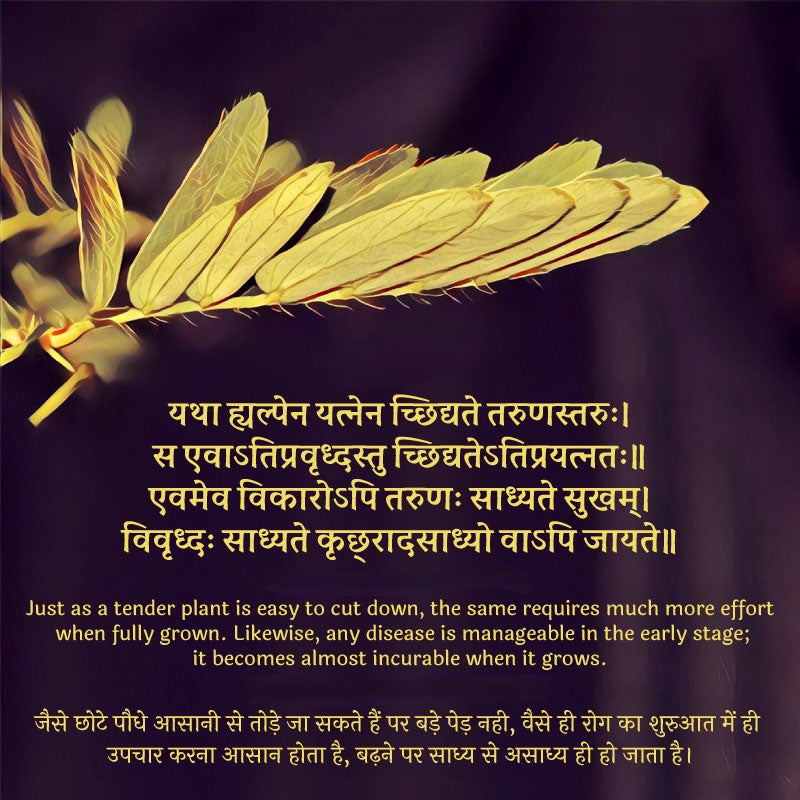 यथा ह्यल्पेन यत्नेन च्छिद्यते तरुणस्तरुः।
स एवाऽतिप्रवृध्दस्तु च्छिद्यतेऽतिप्रयत्नतः॥
एवमेव विकारोऽपि तरुणः साध्यते सुखम्।
विवृध्दः साध्यते कृछ्रादसाध्यो वाऽपि जायते॥
Just as a tender plant is easy to cut down, the same requires much more effort
when fully grown. Likewise, any disease is manageable in the early stage;
it becomes almost incurable when it grows.
जैसे छोटे पौधे आसानी से तोड़े जा सकते हैं पर बड़े पेड़ नही, वैसे ही रोग का शुरुआत में ही
उपचार करना आसान होता है, बढ़ने पर साध्य से असाध्य ही हो जाता है।